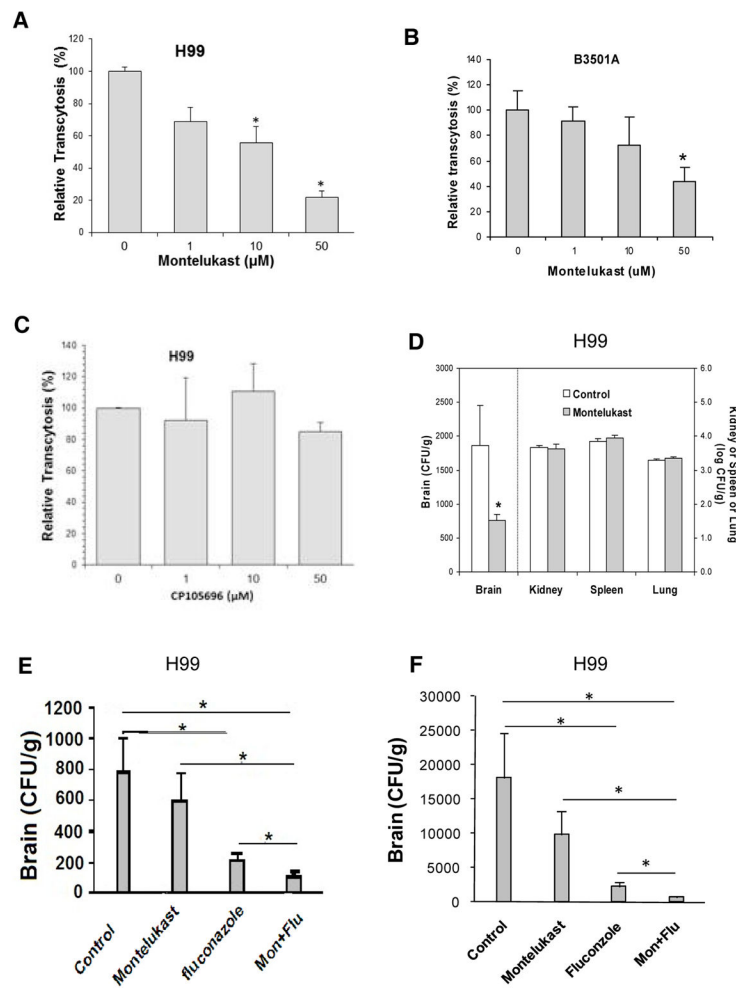 A
H99
Relative Transcytosis (%)
120
100
80
60
40
20
0
*
*
0 1 10 50
Montelukast (µM)
B
B3501A
Relative transcytosis (%)
140
120
100
80
60
40
20
0
*
0 1 10 50
Montelukast (uM)
C
H99
Relative Transcytosis (%)
140
120
100
80
60
40
20
0
0 1 10 50
CP105696 (µM)
D
H99
Brain (CFU/g)
3000
2500
2000
1500
1000
500
0
Control
Montelukast
*
6.0
5.0
4.0
3.0
2.0
1.0
0.0
Kidney or Spleen or Lung
(log CFU/g)
Brain Kidney Spleen Lung
E
H99
Brain (CFU/g)
1200
1000
800
600
400
200
0
*
*
*
*
Control
Montelukast
fluconazole
Mon+Flu
F
H99
Brain (CFU/g)
30000
25000
20000
15000
10000
5000
0
*
*
*
*
Control
Montelukast
Fluconzole
Mon+Flu